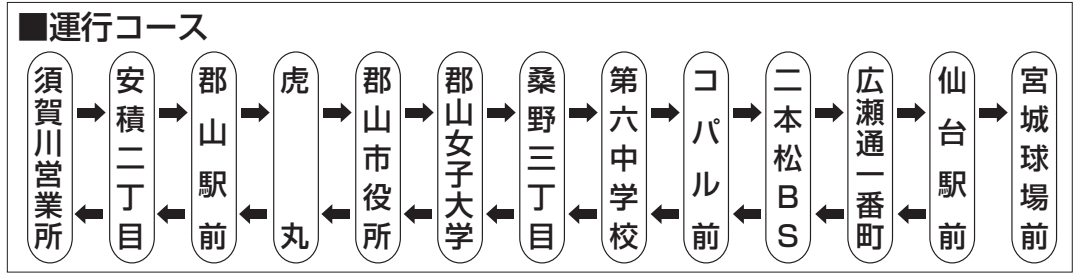 ■運行コース
須賀川営業所
安積二丁目
郡山駅前
虎丸
郡山市役所
郡山女子大学
桑野三丁目
第六中学校
コパル前
二本松BS
広瀬通一番町
仙台駅前
宮城球場前